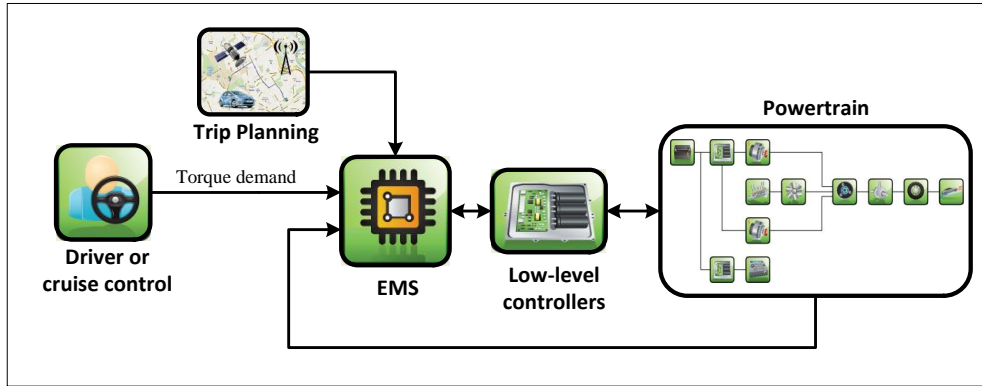 Trip Planning
Powertrain
Torque demand
Driver or
cruise control
EMS
Low-level
controllers